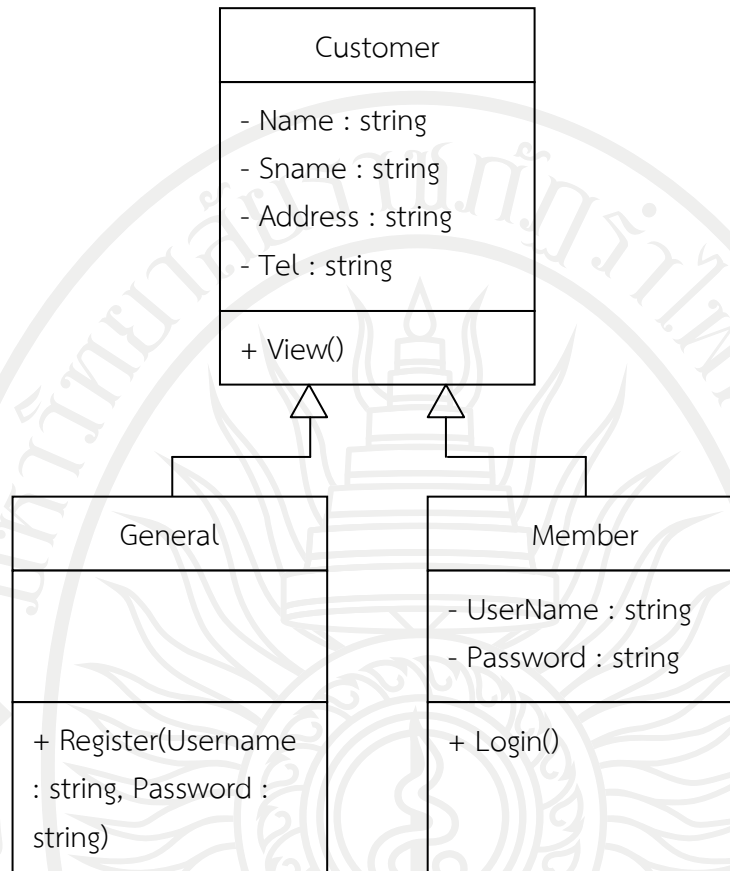 Customer
- Name : string
- Sname : string
- Address : string
- Tel : string
+ View()
General
+ Register(Username
: string, Password :
string)
Member
- UserName : string
- Password : string
+ Login()